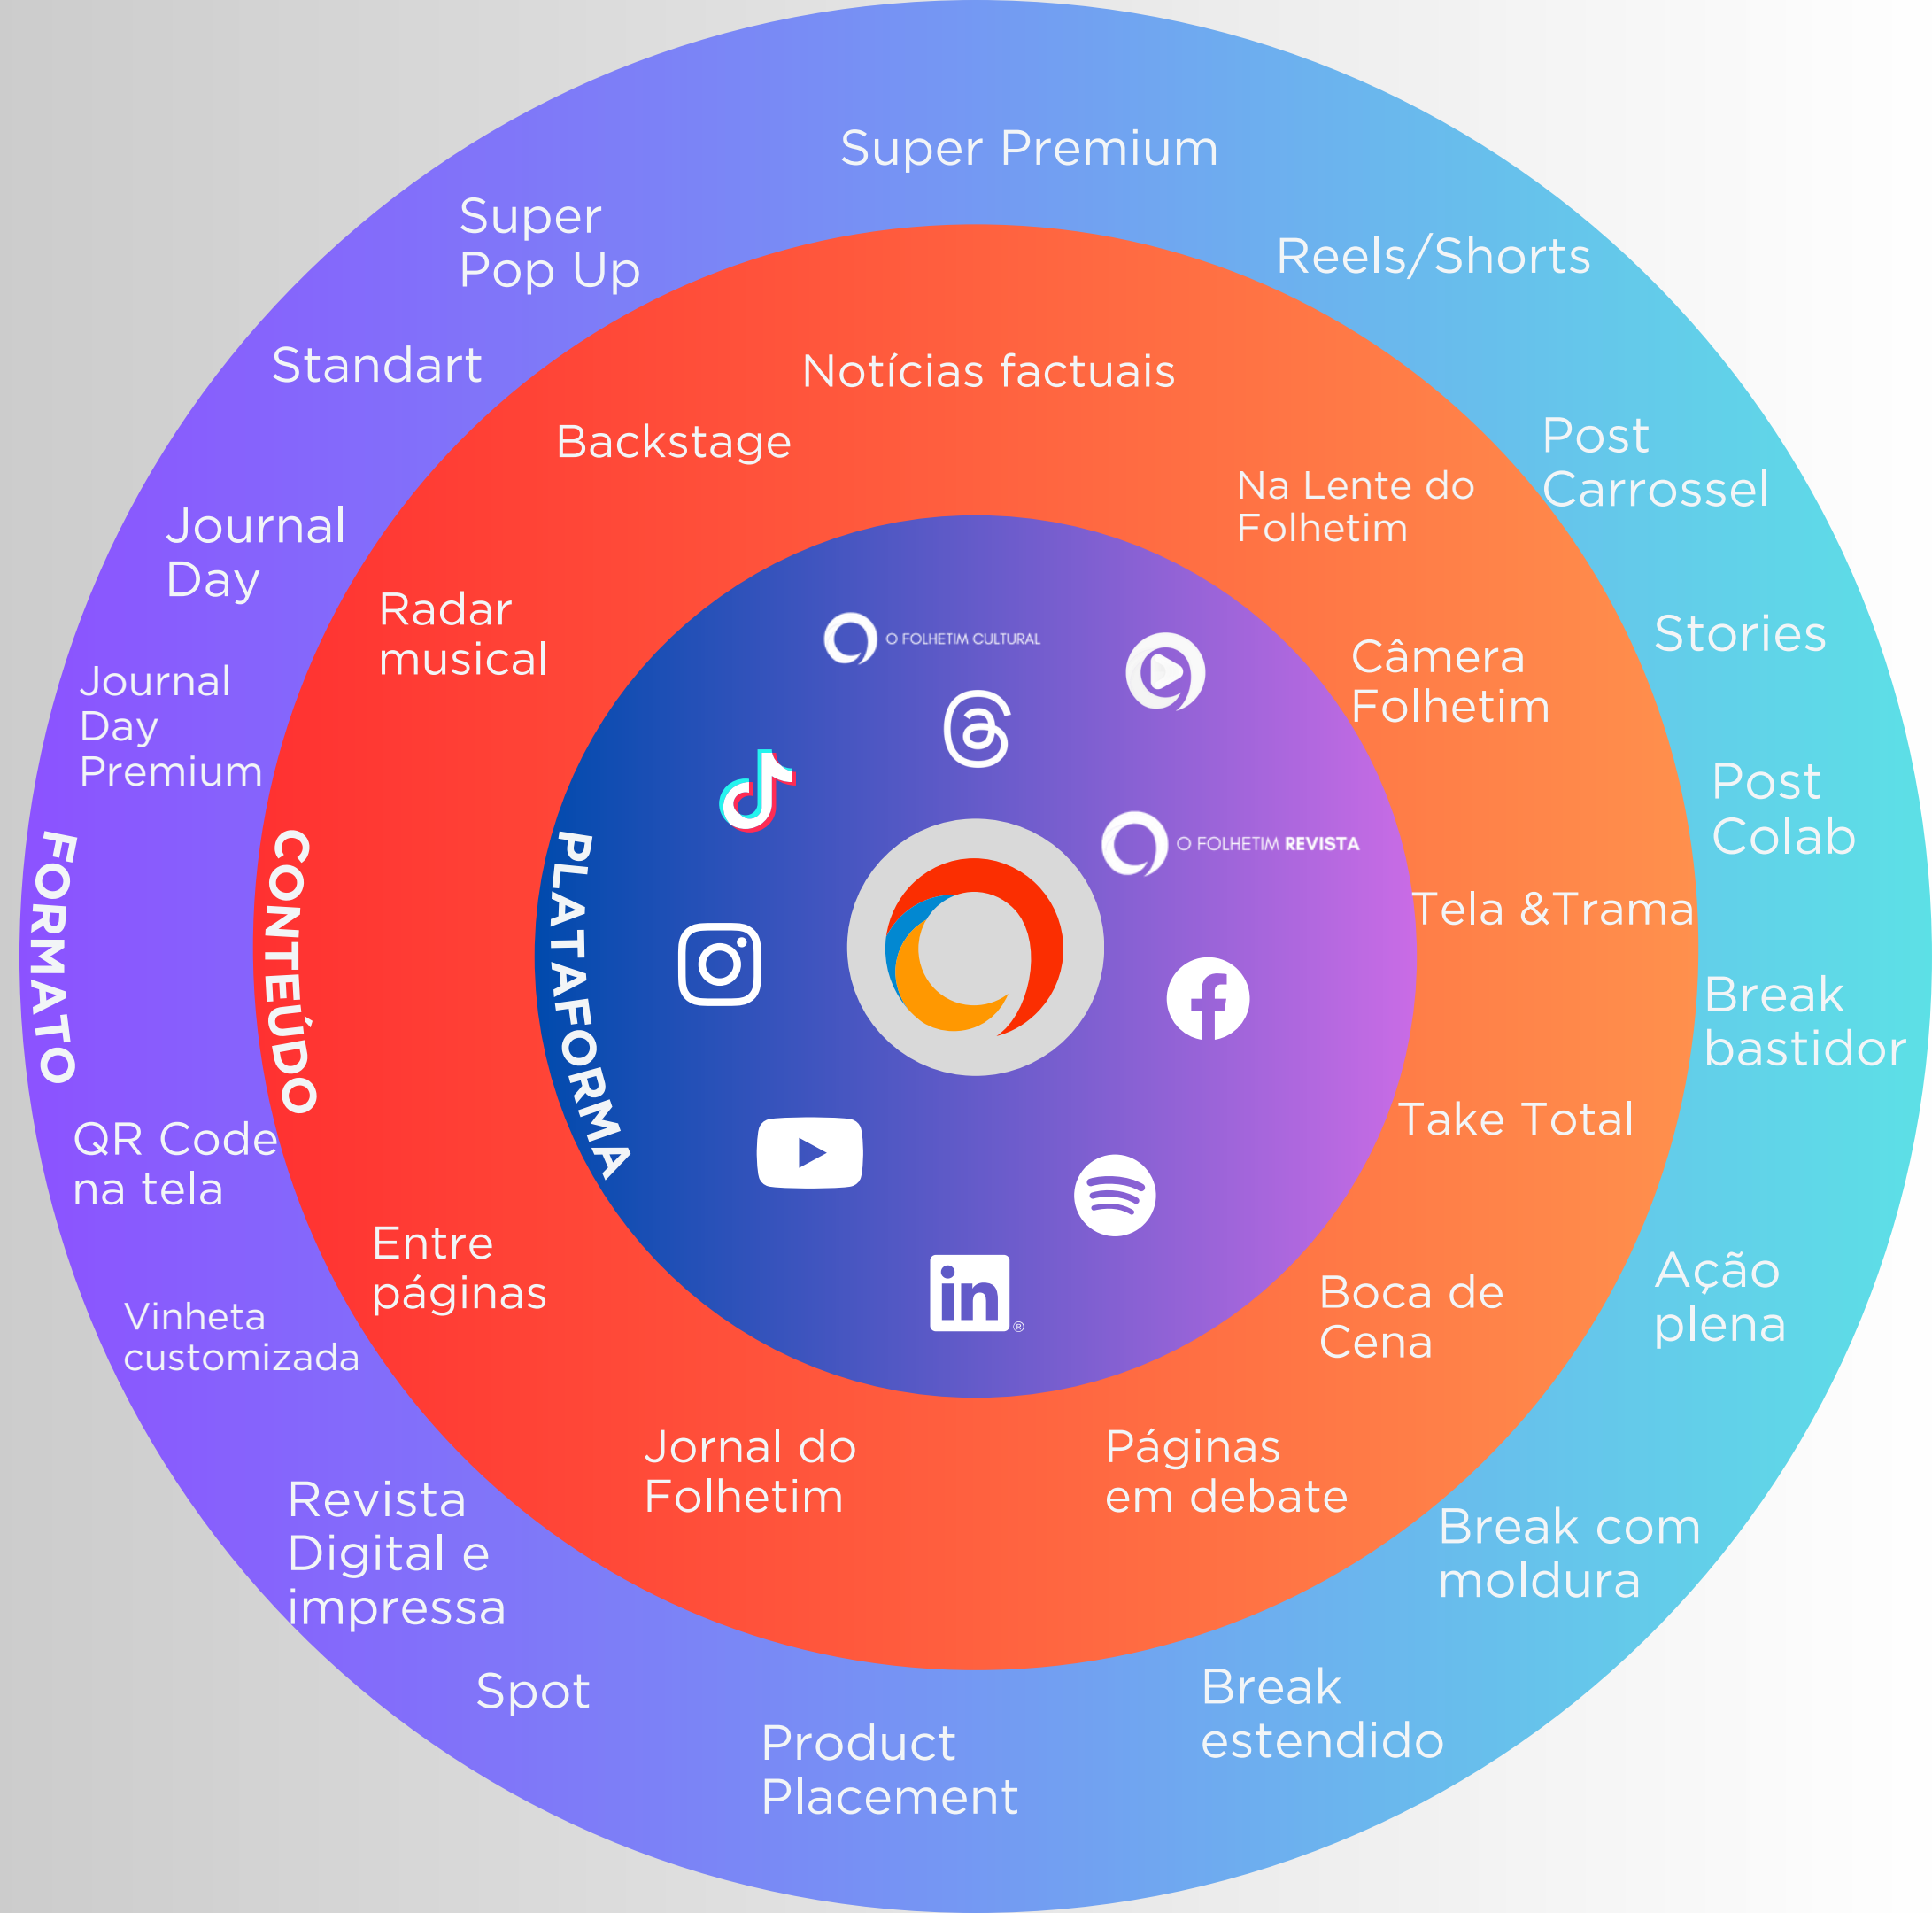 Super Premium
Super
Pop Up
Reels/Shorts
Standart
Notícias factuais
Backstage
Post
Carrossel
Na Lente do
Folhetim
Journal
Day
Radar
musical
O FOLHETIM CULTURAL
Stories
Câmera
Folhetim
Journal
Day
Premium
Post
Colab
O FOLHETIM REVISTA
FORMATO
CONTEÚDO
PLATAFORMA
Tela &Trama
Break
bastidor
Take Total
QR Code
na tela
Entre
páginas
in®
Boca de
Cena
Ação
plena
Vinheta
customizada
Jornal do
Folhetim
Páginas
em debate
Revista
Digital e
impressa
Break com
moldura
Spot
Break
estendido
Product
Placement